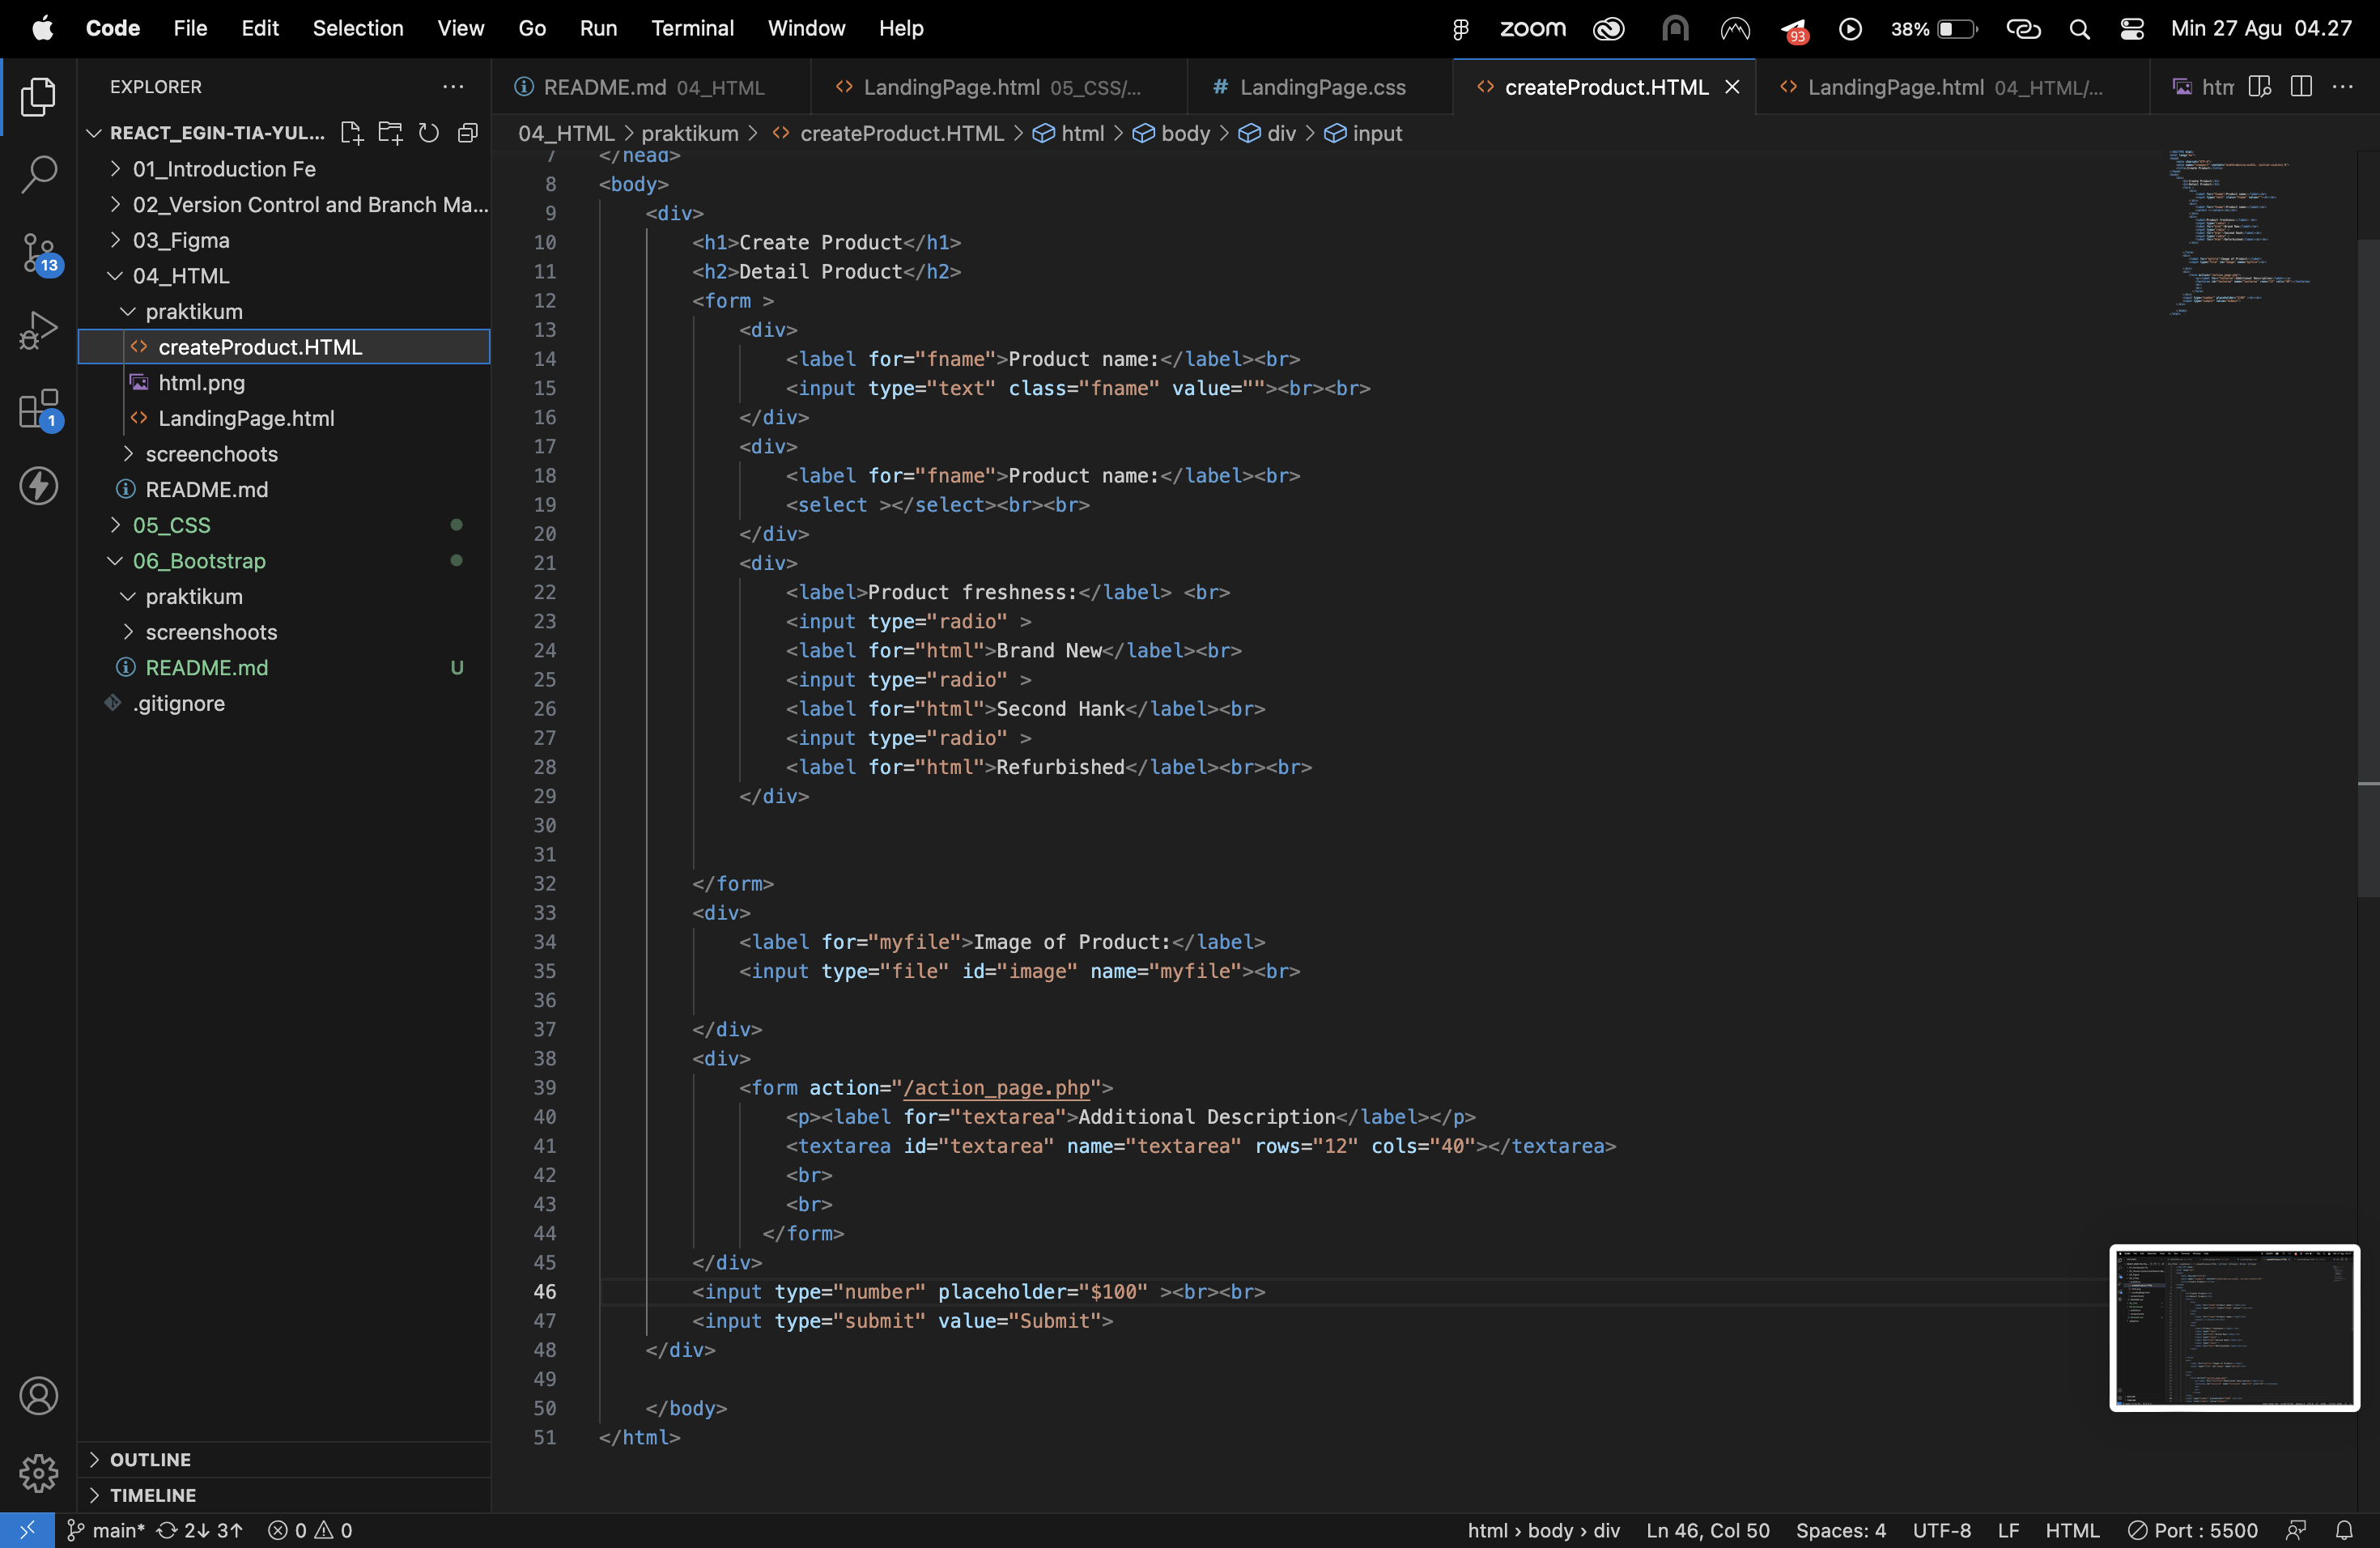 Code File Edit Selection View Go Run Terminal Window Help zoom 93 38% Min 27 Agu 04.27
EXPLORER
README.md 04_HTML LandingPage.html 05_CSS/... # LandingPage.css createProduct.HTML LandingPage.html 04_HTML/...
REACT_EGIN-TIA-YUL...
01_Introduction Fe
02_Version Control and Branch Ma...
03_Figma
04_HTML
praktikum
createProduct.HTML
html.png
LandingPage.html
screenchoots
README.md
05_CSS
06_Bootstrap
praktikum
screenshoots
README.md U
.gitignore
13
1
OUTLINE
TIMELINE
04_HTML > praktikum > createProduct.HTML > html > body > div > input
7 </head>
8 <body>
9 <div>
10 <h1>Create Product</h1>
11 <h2>Detail Product</h2>
12 <form >
13 <div>
14 <label for="fname">Product name:</label><br>
15 <input type="text" class="fname" value=""><br><br>
16 </div>
17 <div>
18 <label for="fname">Product name:</label><br>
19 <select ></select><br><br>
20 </div>
21 <div>
22 <label>Product freshness:</label> <br>
23 <input type="radio" >
24 <label for="html">Brand New</label><br>
25 <input type="radio" >
26 <label for="html">Second Hank</label><br>
27 <input type="radio" >
28 <label for="html">Refurbished</label><br><br>
29 </div>
30
31
32 </form>
33 <div>
34 <label for="myfile">Image of Product:</label>
35 <input type="file" id="image" name="myfile"><br>
36
37 </div>
38 <div>
39 <form action="/action_page.php">
40 <p><label for="textarea">Additional Description</label></p>
41 <textarea id="textarea" name="textarea" rows="12" cols="40"></textarea>
42 <br>
43 <br>
44 </form>
45 </div>
46 <input type="number" placeholder="$100" ><br><br>
47 <input type="submit" value="Submit">
48 </div>
49
50 </body>
51 </html>
main* 2↓ 3↑ 0 0 html › body › div Ln 46, Col 50 Spaces: 4 UTF-8 LF HTML Port : 5500